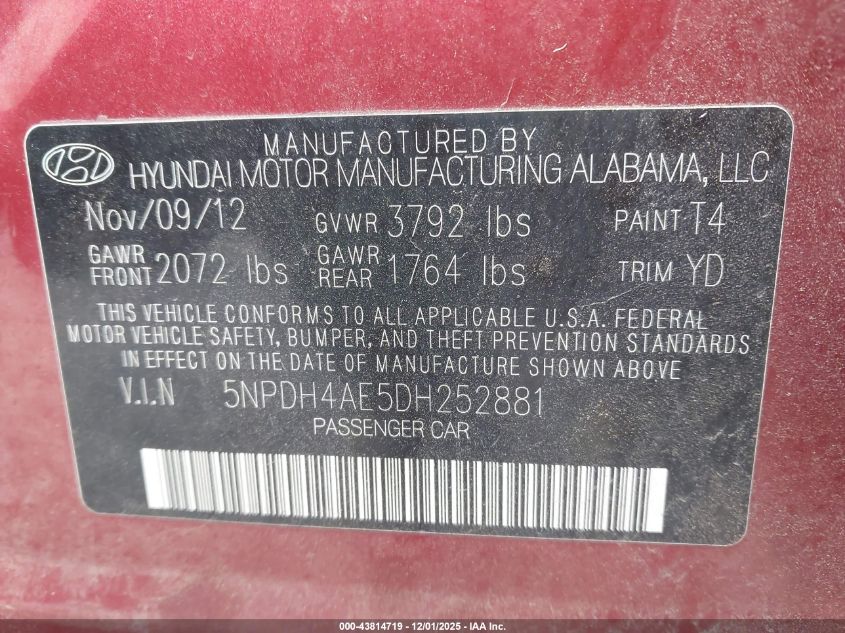 MANUFACTURED BY
HYUNDAI MOTOR MANUFACTURING ALABAMA, LLC
Nov/09/12 GVWR 3792 lbs PAINT T4
GAWR FRONT 2072 lbs GAWR REAR 1764 lbs TRIM YD
THIS VEHICLE CONFORMS TO ALL APPLICABLE U.S.A. FEDERAL
MOTOR VEHICLE SAFETY, BUMPER, AND THEFT PREVENTION STANDARDS
IN EFFECT ON THE DATE OF MANUFACTURE SHOWN ABOVE
V.I.N 5NPDH4AE5DH252881
PASSENGER CAR
000-43814719 - 12/01/2025 - IAA Inc.